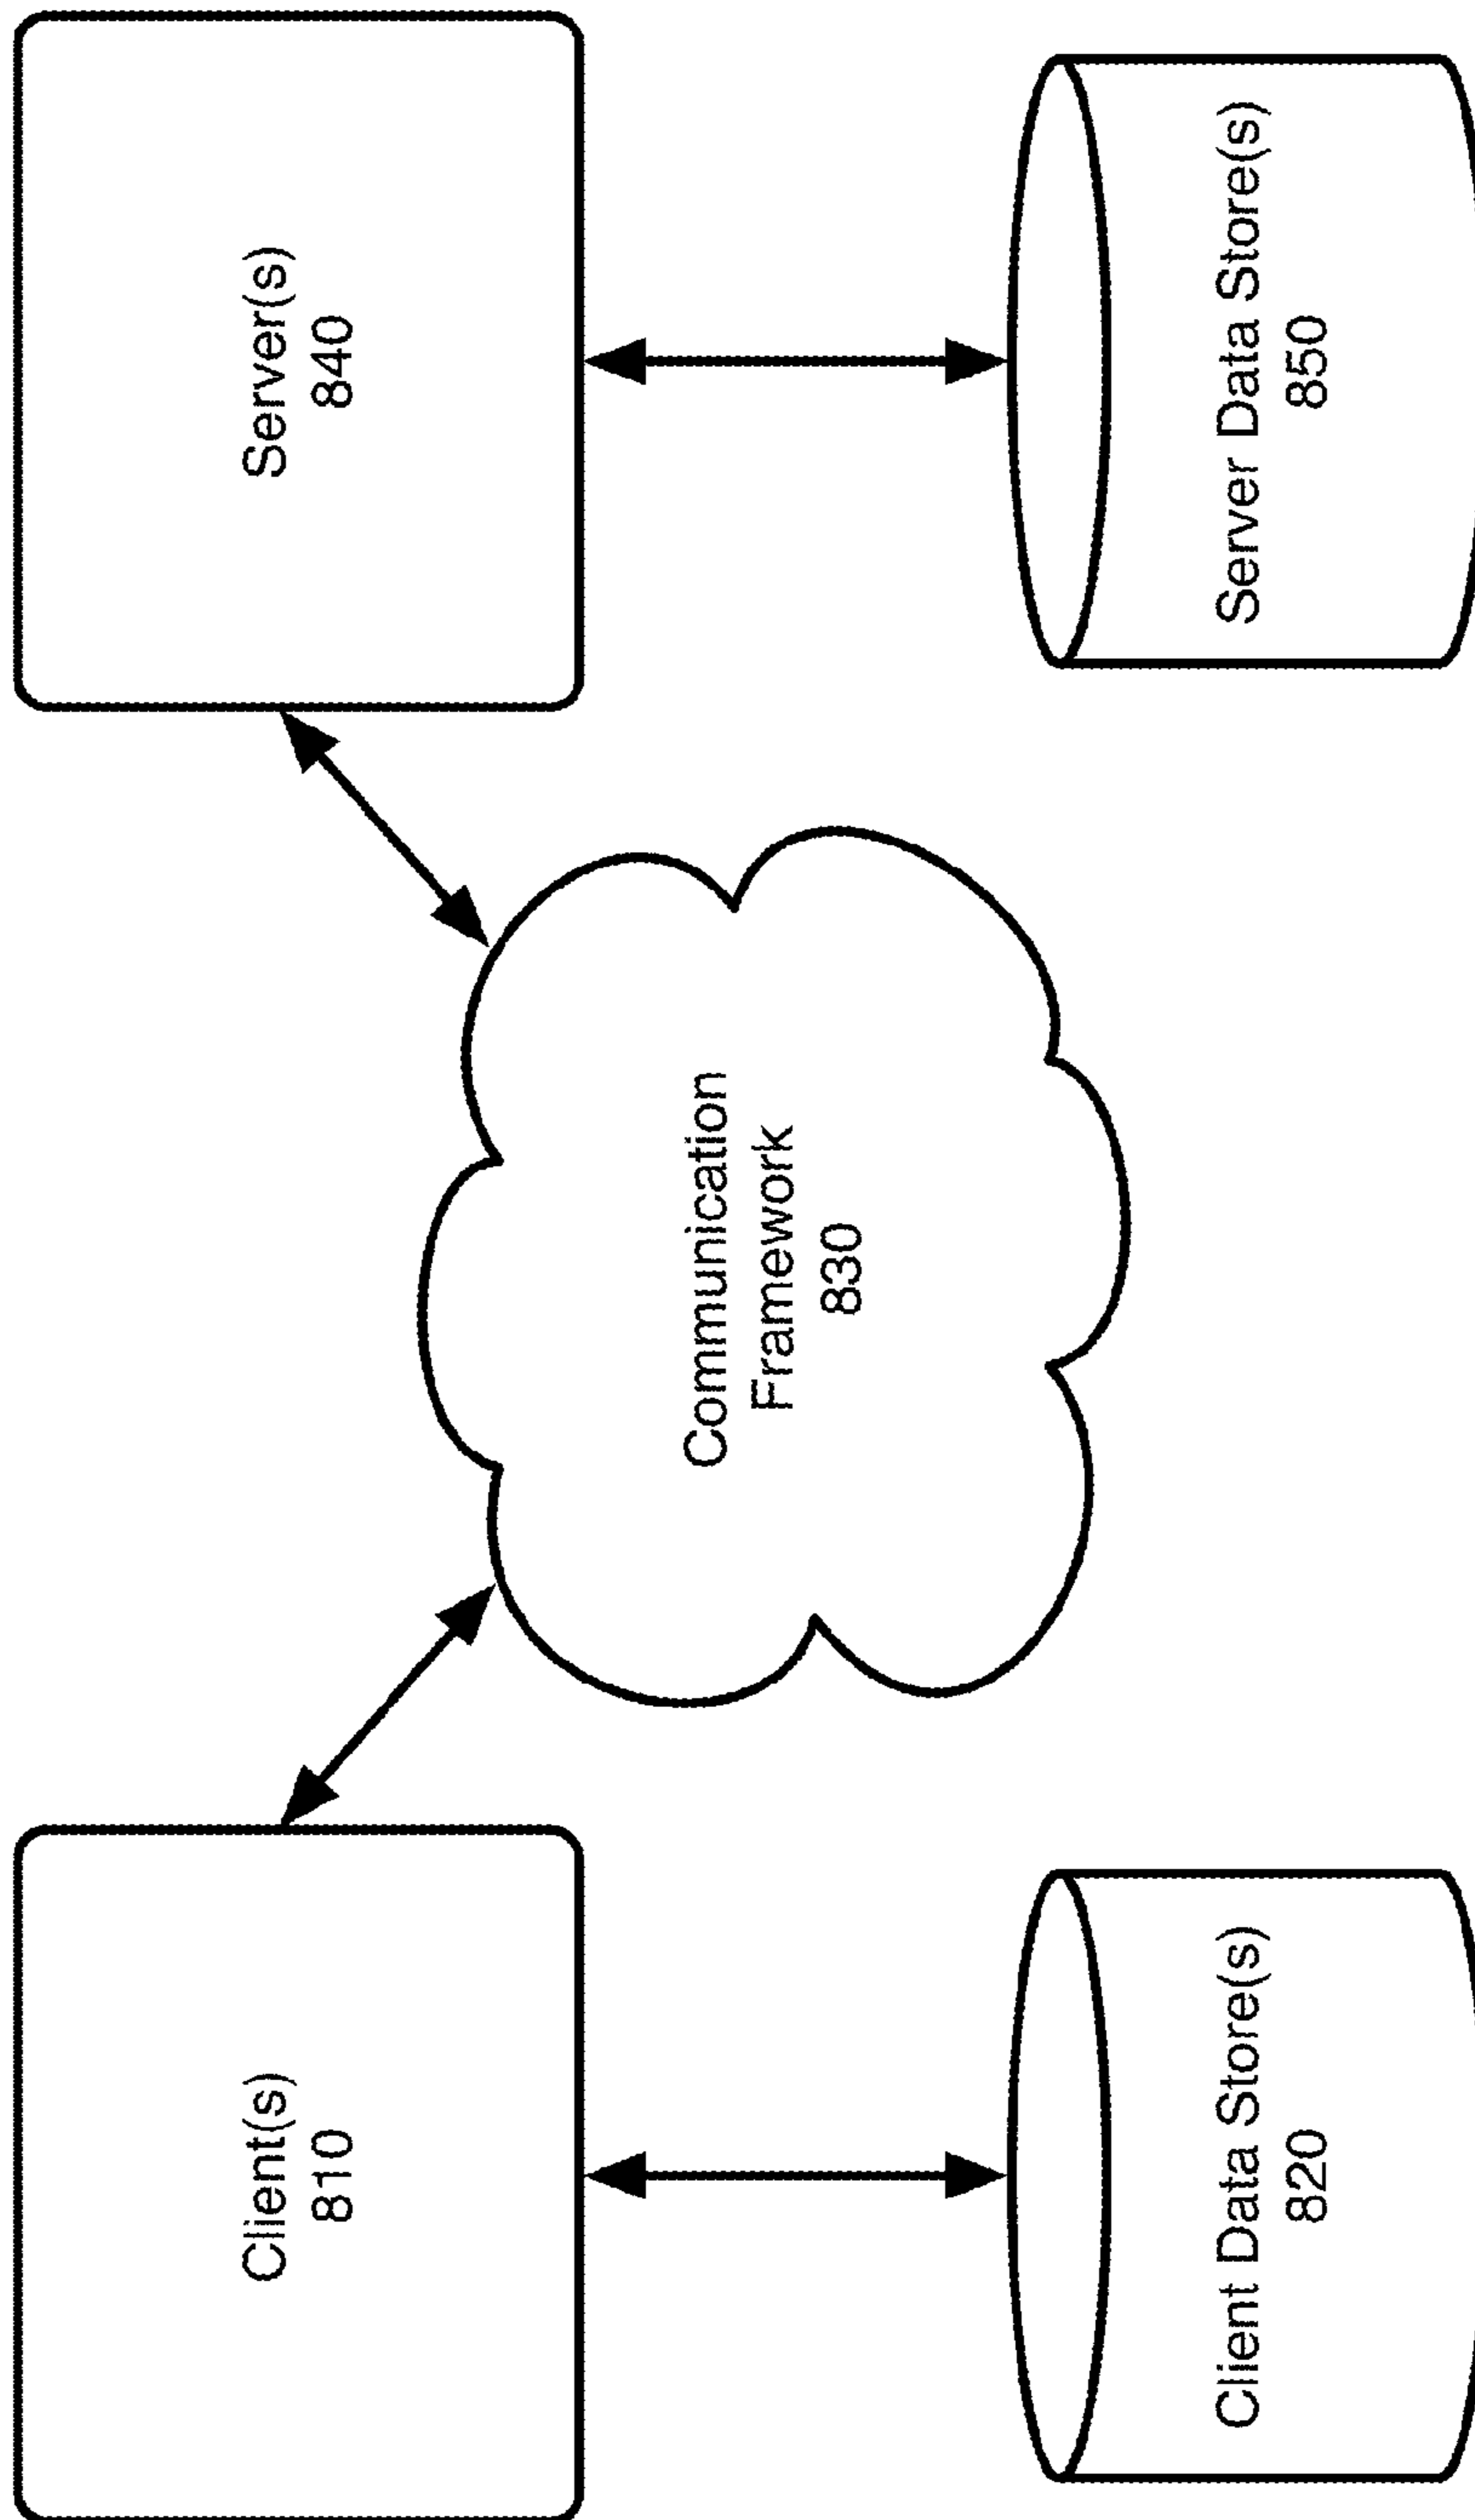 Client(s)
810
Server(s)
840
Communication
Framework
830
Client Data Store(s)
820
Server Data Store(s)
850